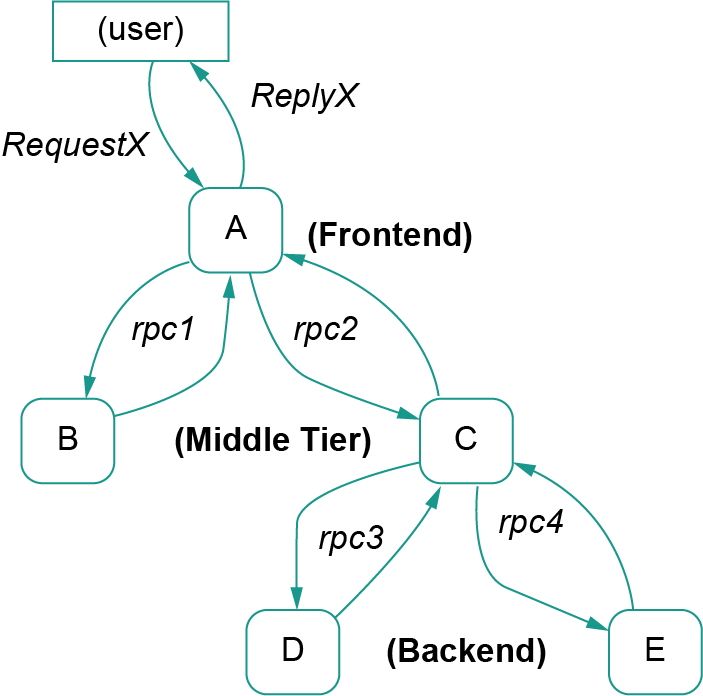 (user)
ReplyX
RequestX
A
(Frontend)
rpc1
rpc2
B
(Middle Tier)
C
rpc3
rpc4
D
(Backend)
E